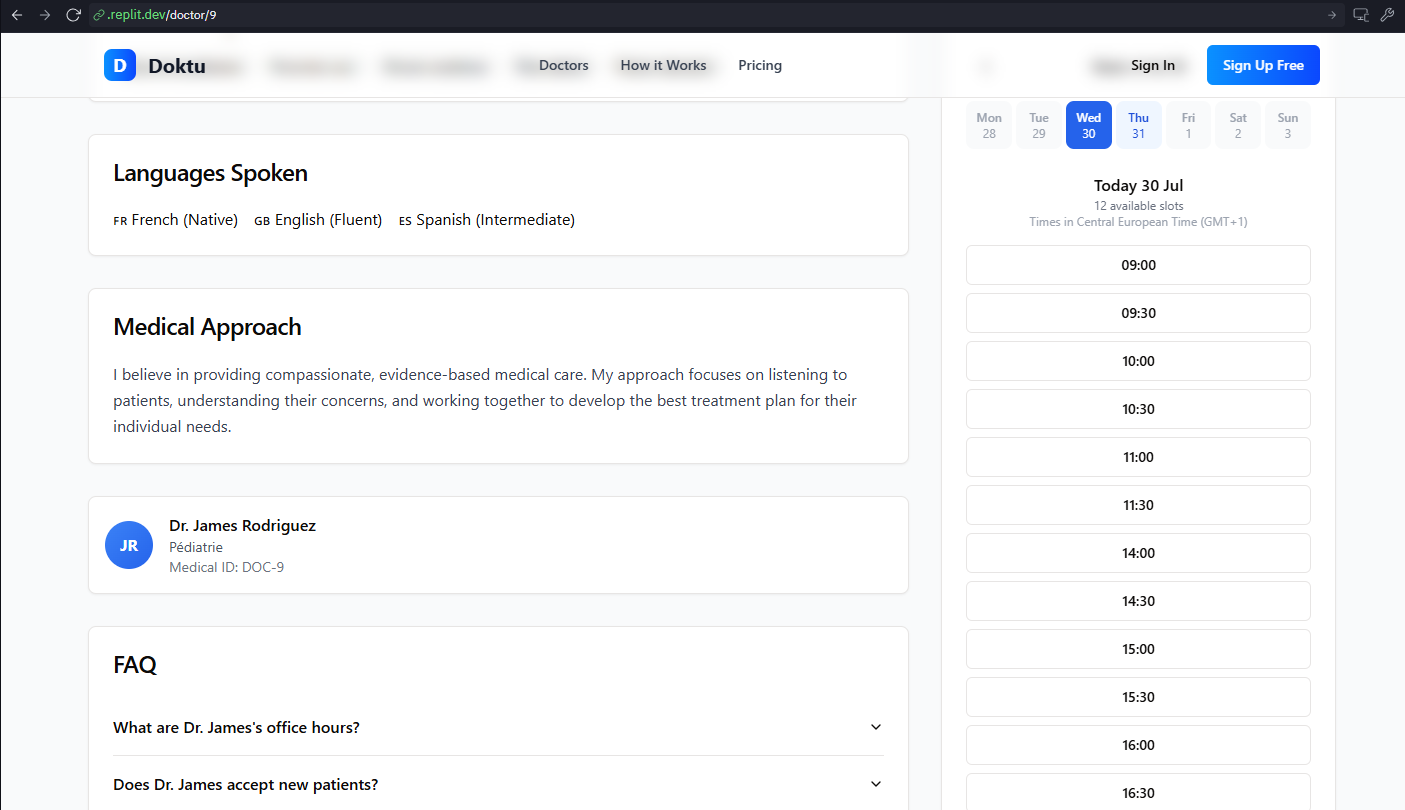 .replit.dev/doctor/9
D Doktu
Doctors
How it Works
Pricing
Sign In
Sign Up Free
Languages Spoken
FR French (Native) GB English (Fluent) ES Spanish (Intermediate)
Medical Approach
I believe in providing compassionate, evidence-based medical care. My approach focuses on listening to
patients, understanding their concerns, and working together to develop the best treatment plan for their
individual needs.
JR
Dr. James Rodriguez
Pédiatrie
Medical ID: DOC-9
FAQ
What are Dr. James's office hours?
Does Dr. James accept new patients?
Mon Tue Wed Thu Fri Sat Sun
28 29 30 31 1 2 3
Today 30 Jul
12 available slots
Times in Central European Time (GMT+1)
09:00
09:30
10:00
10:30
11:00
11:30
14:00
14:30
15:00
15:30
16:00
16:30